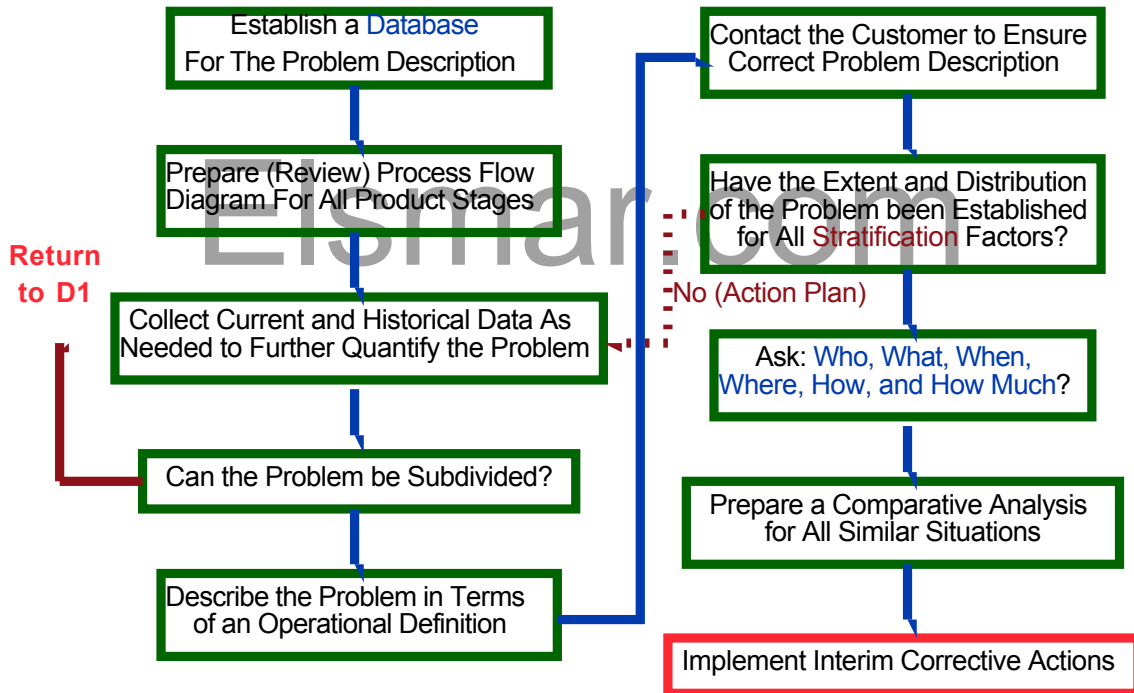 Establish a Database
For The Problem Description
Prepare (Review) Process Flow
Diagram For All Product Stages
Return
to D1
Collect Current and Historical Data As
Needed to Further Quantify the Problem
Can the Problem be Subdivided?
Describe the Problem in Terms
of an Operational Definition
Contact the Customer to Ensure
Correct Problem Description
Have the Extent and Distribution
of the Problem been Established
for All Stratification Factors?
No (Action Plan)
Ask: Who, What, When,
Where, How, and How Much?
Prepare a Comparative Analysis
for All Similar Situations
Implement Interim Corrective Actions
Elsmar.com